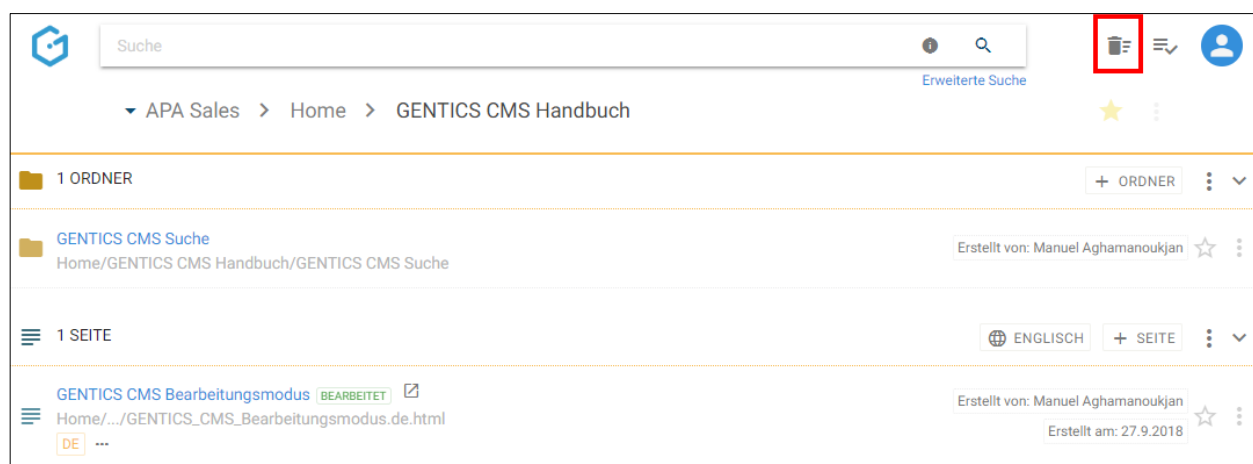 Suche
Erweiterte Suche
APA Sales > Home > GENTICS CMS Handbuch
1 ORDNER
+ ORDNER
GENTICS CMS Suche
Home/GENTICS CMS Handbuch/GENTICS CMS Suche
Erstellt von: Manuel Aghamanoukjan
1 SEITE
ENGLISCH
+ SEITE
GENTICS CMS Bearbeitungsmodus BEARBEITET
Home/.../GENTICS_CMS_Bearbeitungsmodus.de.html
DE ...
Erstellt von: Manuel Aghamanoukjan
Erstellt am: 27.9.2018